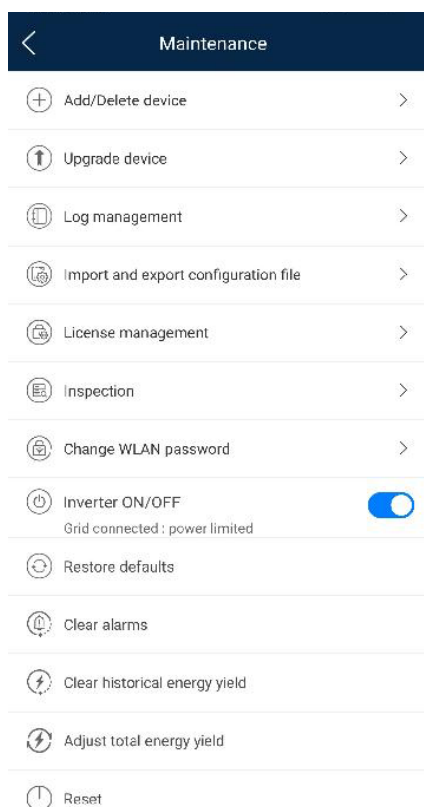 Maintenance
Add/Delete device
Upgrade device
Log management
Import and export configuration file
License management
Inspection
Change WLAN password
Inverter ON/OFF
Grid connected : power limited
Restore defaults
Clear alarms
Clear historical energy yield
Adjust total energy yield
Reset